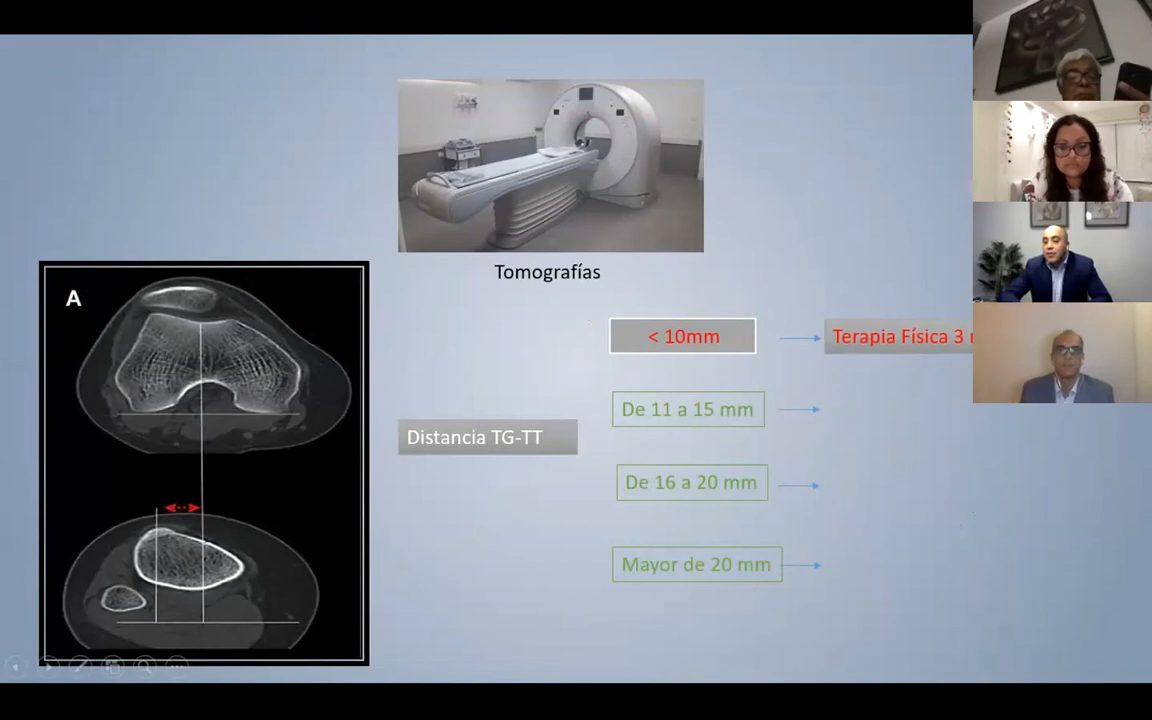 Tomografías
A
< 10mm
Terapia Física 3
De 11 a 15 mm
Distancia TG-TT
De 16 a 20 mm
Mayor de 20 mm